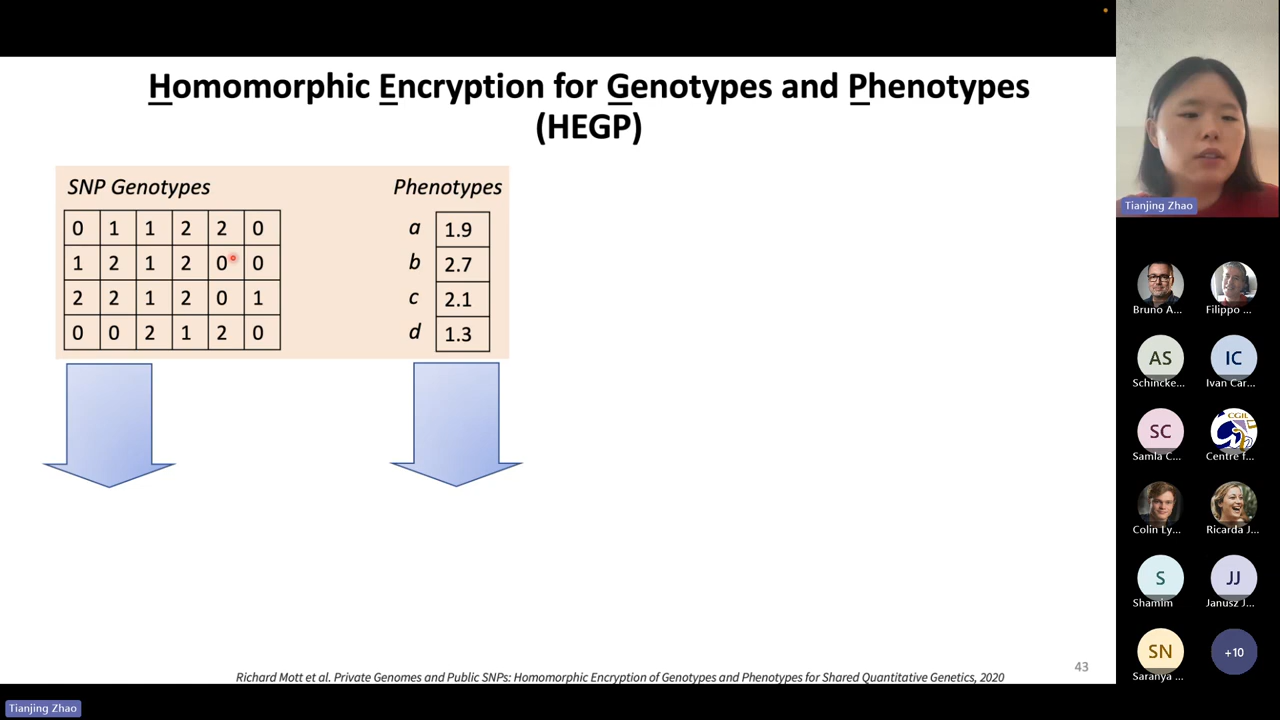 Homomorphic Encryption for Genotypes and Phenotypes
(HEGP)
SNP Genotypes
Phenotypes
0 1 1 2 2 0
a 1.9
1 2 1 2 0 0
b 2.7
2 2 1 2 0 1
c 2.1
0 0 2 1 2 0
d 1.3
43
Richard Mott et al. Private Genomes and Public SNPs: Homomorphic Encryption of Genotypes and Phenotypes for Shared Quantitative Genetics, 2020
Tianjing Zhao
Tianjing Zhao
Bruno A...
Filippo ...
AS
IC
Schincke...
Ivan Car...
SC
CGIL
Samla C...
Centre f...
Colin Ly...
Ricarda J...
S
JJ
Shamim
Janusz J...
SN
+10
Saranya ...